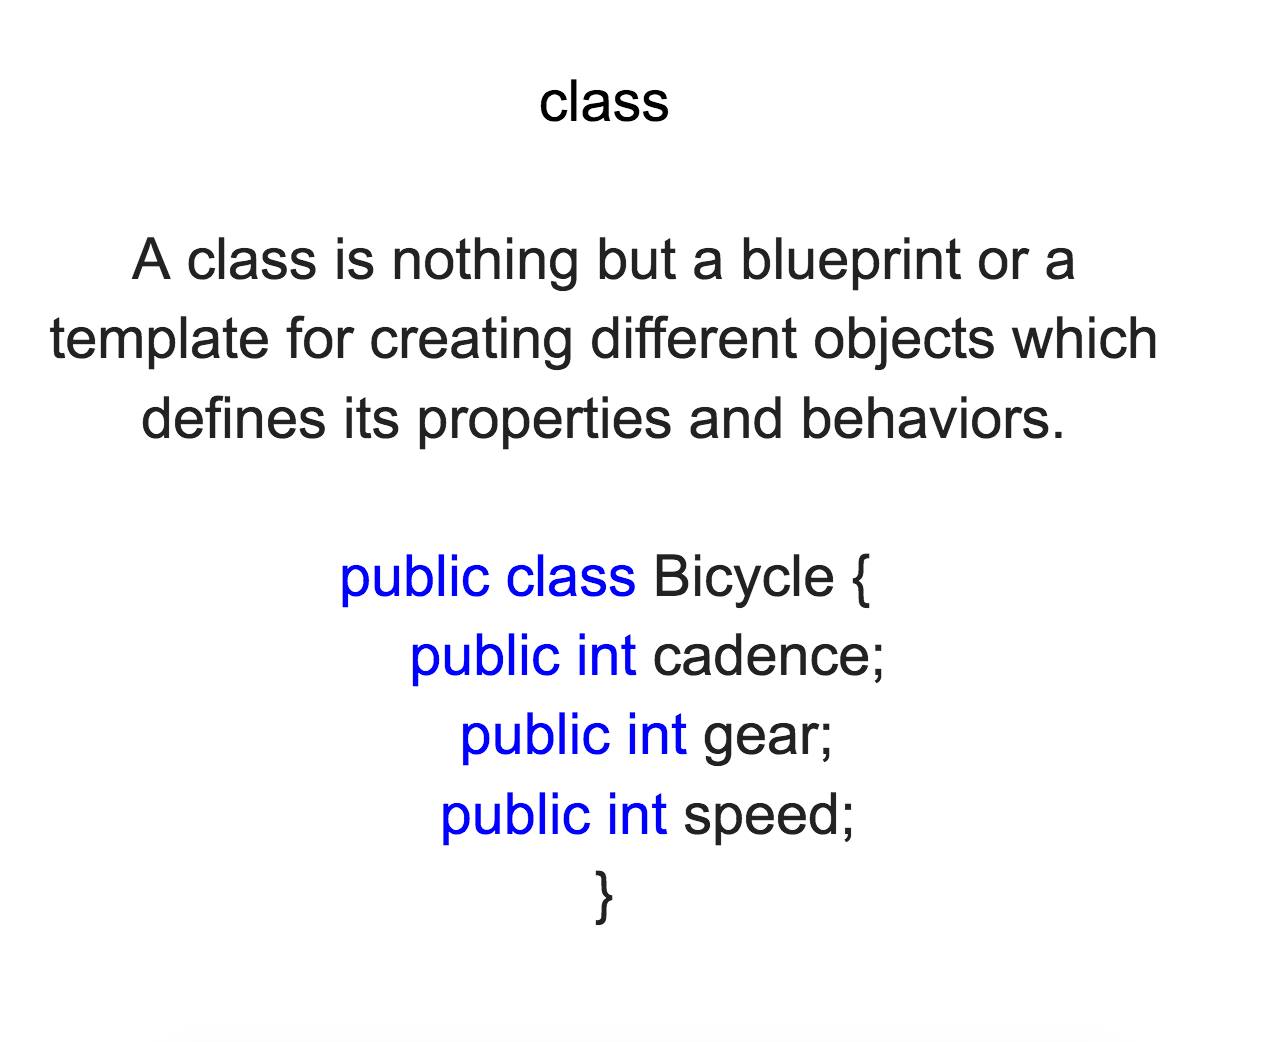 class
A class is nothing but a blueprint or a
template for creating different objects which
defines its properties and behaviors.
public class Bicycle {
public int cadence;
public int gear;
public int speed;
}